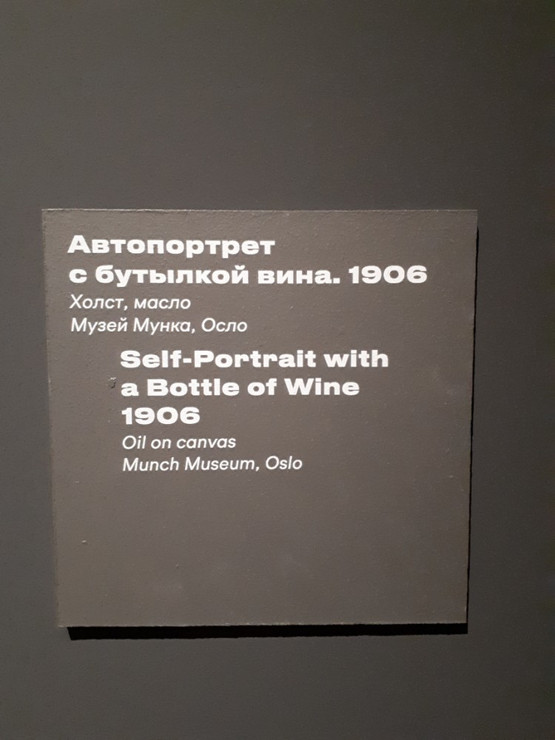 Автопортрет
с бутылкой вина. 1906
Холст, масло
Музей Мунка, Осло
Self-Portrait with
a Bottle of Wine
1906
Oil on canvas
Munch Museum, Oslo